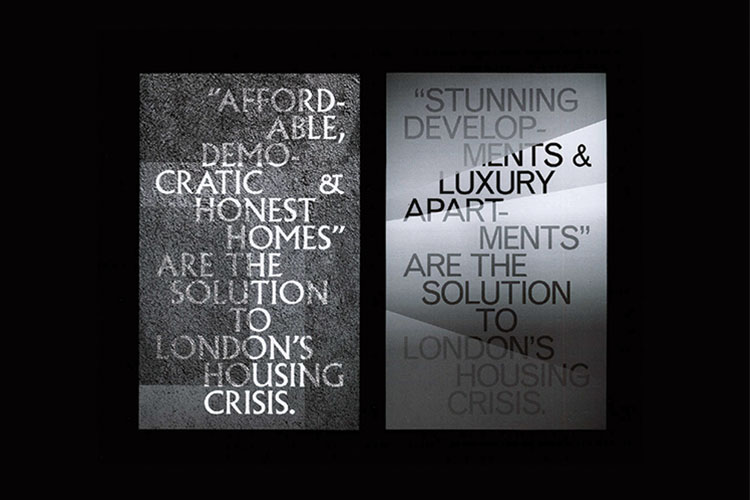 “AFFORD-
ABLE,
DEMO-
CRATIC &
HONEST
HOMES”
ARE THE
SOLUTION
TO
LONDON’S
HOUSING
CRISIS.
“STUNNING
DEVELOP-
MENTS &
LUXURY
APART-
MENTS”
ARE THE
SOLUTION
TO
LONDON’S
HOUSING
CRISIS.